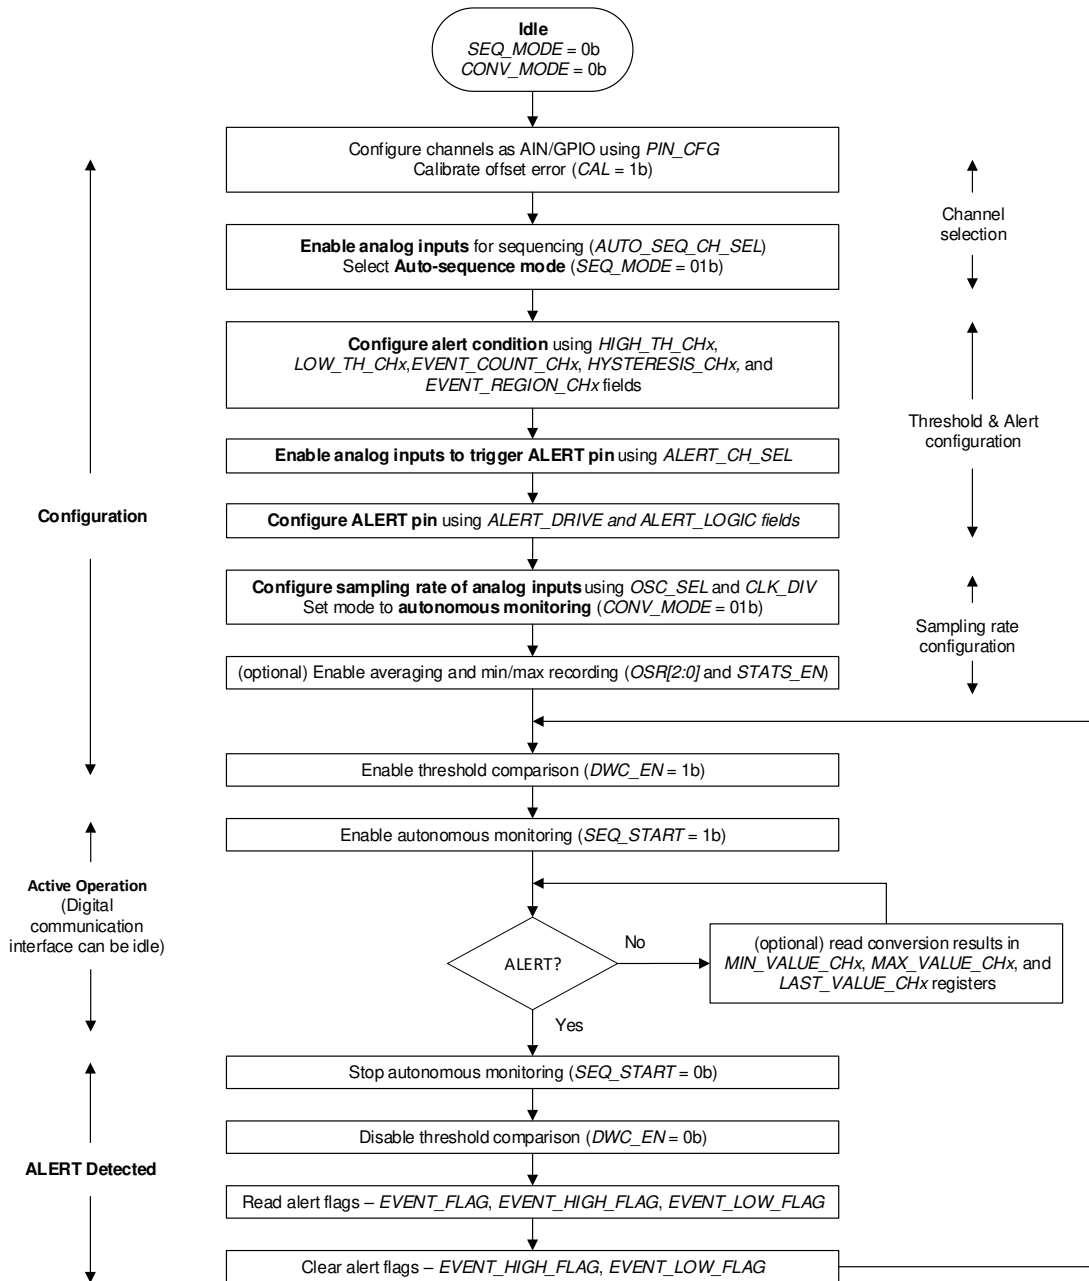 Idle
SEQ_MODE = 0b
CONV_MODE = 0b
Configure channels as AIN/GPIO using PIN_CFG
Calibrate offset error (CAL = 1b)
Channel
selection
Enable analog inputs for sequencing (AUTO_SEQ_CH_SEL)
Select Auto-sequence mode (SEQ_MODE = 01b)
Configure alert condition using HIGH_TH_CHx,
LOW_TH_CHx,EVENT_COUNT_CHx, HYSTERESIS_CHx, and
EVENT_REGION_CHx fields
Threshold & Alert
configuration
Enable analog inputs to trigger ALERT pin using ALERT_CH_SEL
Configuration
Configure ALERT pin using ALERT_DRIVE and ALERT_LOGIC fields
Configure sampling rate of analog inputs using OSC_SEL and CLK_DIV
Set mode to autonomous monitoring (CONV_MODE = 01b)
Sampling rate
configuration
(optional) Enable averaging and min/max recording (OSR[2:0] and STATS_EN)
Enable threshold comparison (DWC_EN = 1b)
Enable autonomous monitoring (SEQ_START = 1b)
Active Operation
(Digital
communication
interface can be idle)
ALERT?
No
(optional) read conversion results in
MIN_VALUE_CHx, MAX_VALUE_CHx, and
LAST_VALUE_CHx registers
Yes
Stop autonomous monitoring (SEQ_START = 0b)
Disable threshold comparison (DWC_EN = 0b)
ALERT Detected
Read alert flags – EVENT_FLAG, EVENT_HIGH_FLAG, EVENT_LOW_FLAG
Clear alert flags – EVENT_HIGH_FLAG, EVENT_LOW_FLAG